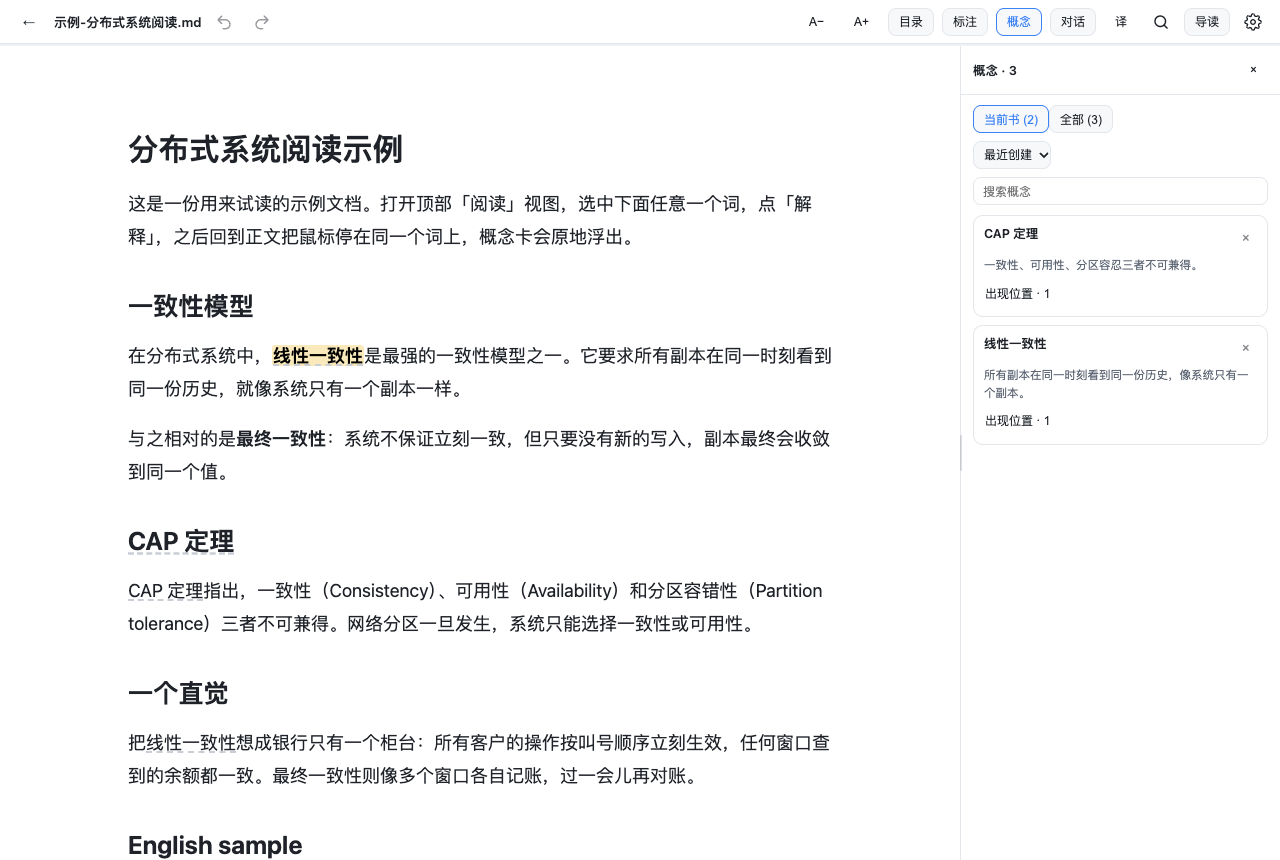 ← 示例-分布式系统阅读.md A− A+ 目录 标注 概念 对话 译 导读
分布式系统阅读示例
这是一份用来试读的示例文档。打开顶部「阅读」视图，选中下面任意一个词，点「解
释」，之后回到正文把鼠标停在同一个词上，概念卡会原地浮出。
一致性模型
在分布式系统中，线性一致性是最强的一致性模型之一。它要求所有副本在同一时刻看到
同一份历史，就像系统只有一个副本一样。
与之相对的是最终一致性：系统不保证立刻一致，但只要没有新的写入，副本最终会收敛
到同一个值。
CAP 定理
CAP 定理指出，一致性（Consistency）、可用性（Availability）和分区容错性（Partition
tolerance）三者不可兼得。网络分区一旦发生，系统只能选择一致性或可用性。
一个直觉
把线性一致性想成银行只有一个柜台：所有客户的操作按叫号顺序立刻生效，任何窗口查
到的余额都一致。最终一致性则像多个窗口各自记账，过一会儿再对账。
English sample
概念 · 3 ×
当前书 (2) 全部 (3)
最近创建
搜索概念
CAP 定理 ×
一致性、可用性、分区容忍三者不可兼得。
出现位置 · 1
线性一致性 ×
所有副本在同一时刻看到同一份历史，像系统只有一
个副本。
出现位置 · 1